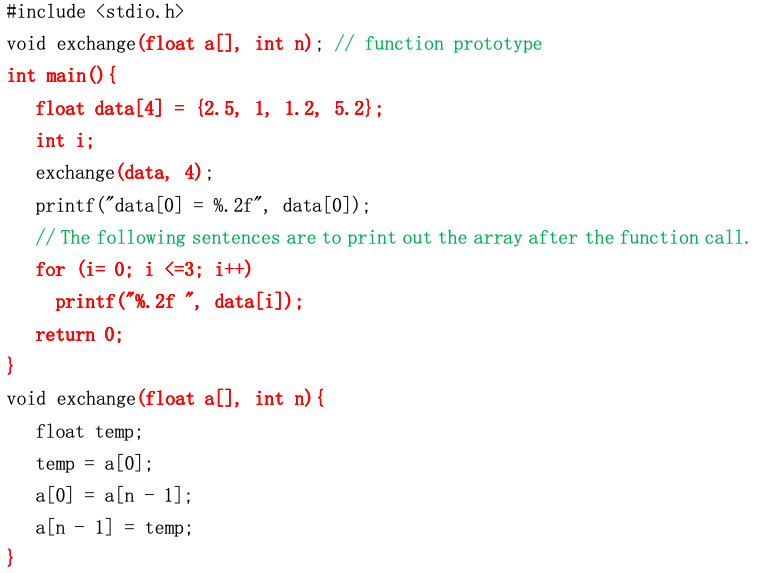 #include <stdio.h>
void exchange(float a[], int n); // function prototype
int main(){
float data[4] = {2.5, 1, 1.2, 5.2};
int i;
exchange(data, 4);
printf("data[0] = %.2f", data[0]);
// The following sentences are to print out the array after the function call.
for (i= 0; i <=3; i++)
printf("%.2f ", data[i]);
return 0;
}
void exchange(float a[], int n){
float temp;
temp = a[0];
a[0] = a[n - 1];
a[n - 1] = temp;
}